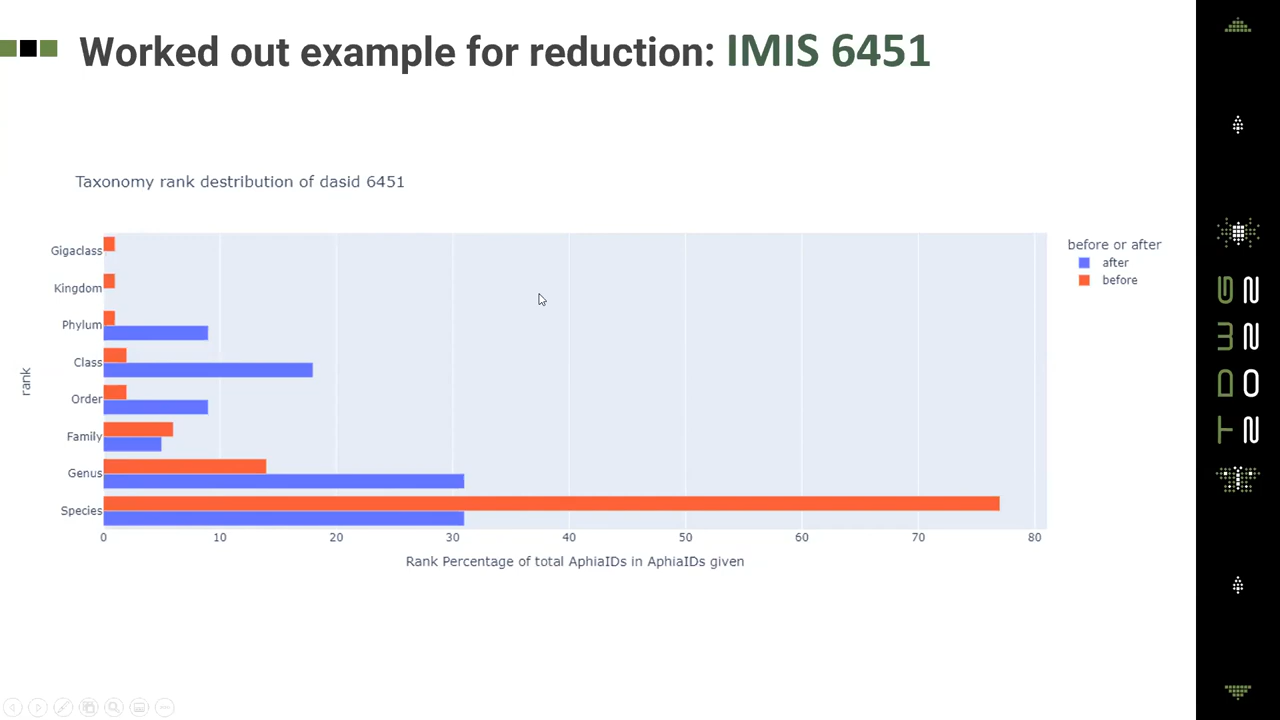 Worked out example for reduction: IMIS 6451
Taxonomy rank destribution of dasid 6451
before or after
after
before
rank
Gigaclass
Kingdom
Phylum
Class
Order
Family
Genus
Species
0 10 20 30 40 50 60 70 80
Rank Percentage of total AphiaIDs in AphiaIDs given